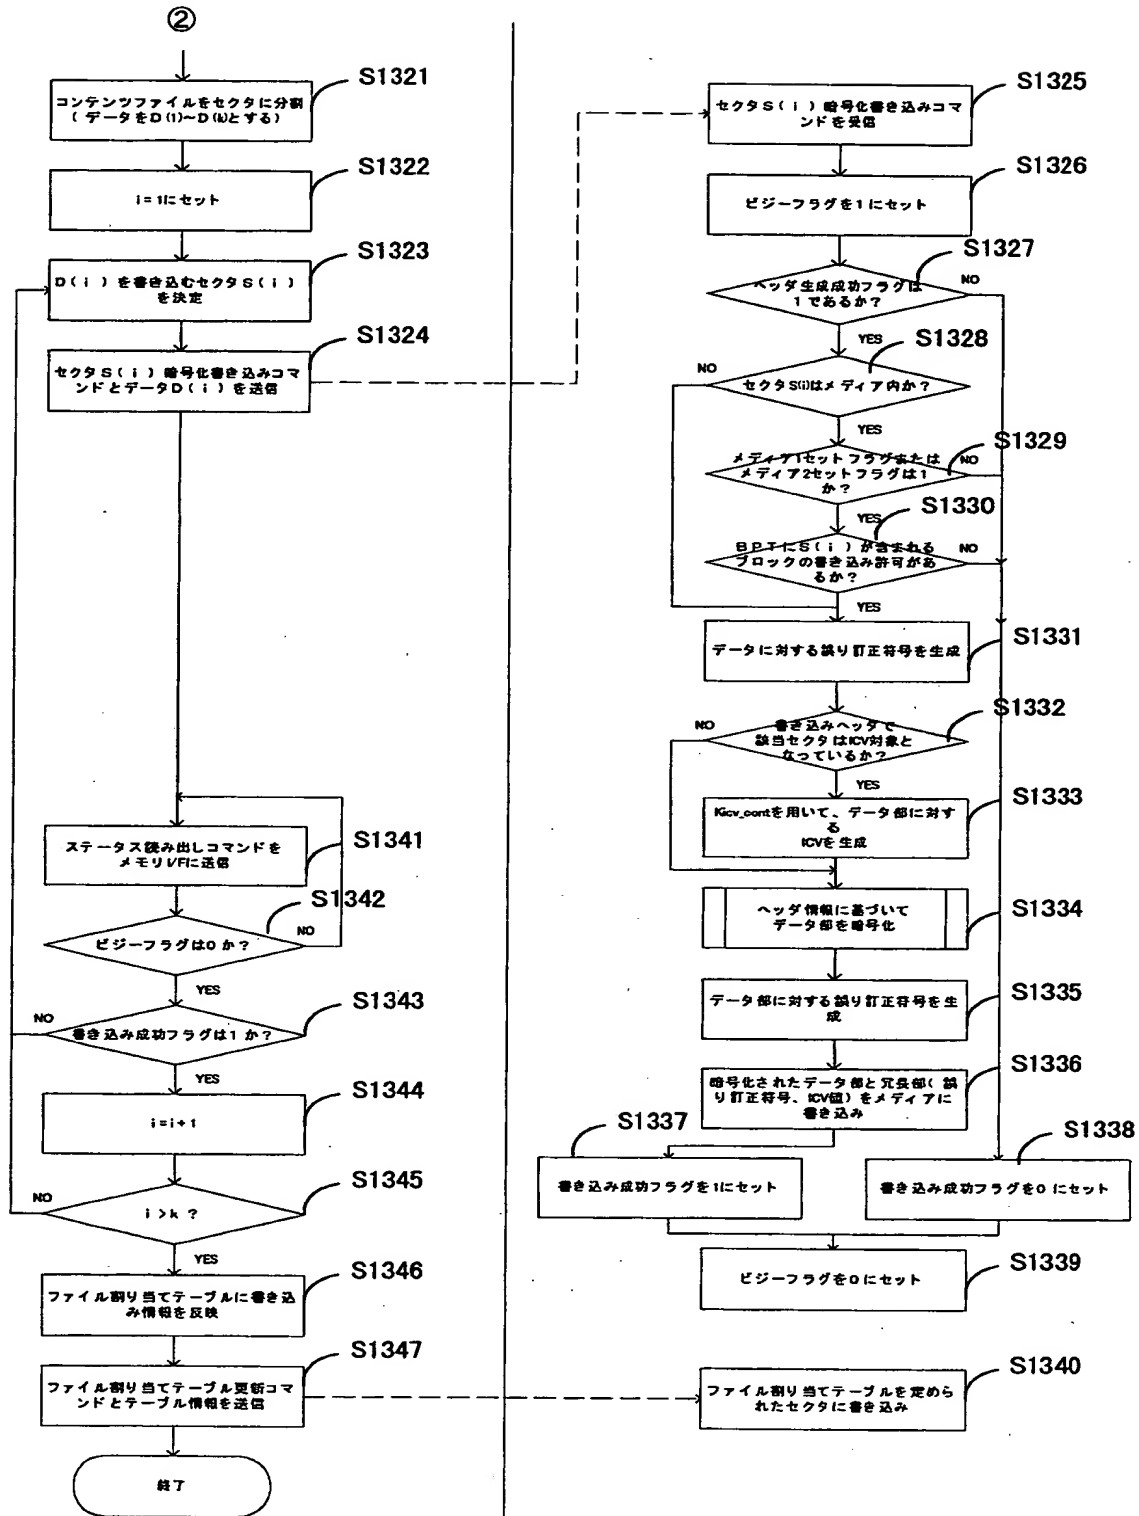 ②
S1321
コンテンツファイルをセクタに分割
( データをD(1)~D(k)とする)
S1322
i=1にセット
S1323
D( i ) を書き込むセクタS( i )
を決定
S1324
セクタS( i ) 暗号化書き込みコマ
ンドとデータD( i ) を送信
S1341
ステータス読み出しコマンドを
メモリI/Fに送信
S1342
ビジーフラグは0か?
NO
YES
S1343
書き込み成功フラグは1か?
NO
YES
S1344
i=i+1
S1345
i>k ?
NO
YES
S1346
ファイル割り当てテーブルに書き込
み情報を反映
S1347
ファイル割り当てテーブル更新コマ
ンドとテーブル情報を送信
終了
S1325
セクタS( i ) 暗号化書き込みコマ
ンドを受信
S1326
ビジーフラグを1にセット
S1327
ヘッダ生成成功フラグは
1であるか?
NO
YES
S1328
セクタS(i)はメディア内か?
NO
YES
S1329
メディア1セットフラグまたは
メディア2セットフラグは1
か?
NO
YES
S1330
BPTにS( i ) が含まれる
ブロックの書き込み許可があ
るか?
NO
YES
S1331
データに対する誤り訂正符号を生成
S1332
書き込みヘッダで
該当セクタはICV対象と
なっているか?
NO
YES
S1333
Kicv_contを用いて、データ部に対す
る
ICVを生成
S1334
ヘッダ情報に基づいて
データ部を暗号化
S1335
データ部に対する誤り訂正符号を生
成
S1336
暗号化されたデータ部と冗長部( 誤
り訂正符号、ICV値) をメディアに
書き込み
S1337
書き込み成功フラグを1にセット
S1338
書き込み成功フラグを0にセット
S1339
ビジーフラグを0にセット
S1340
ファイル割り当てテーブルを定めら
れたセクタに書き込み